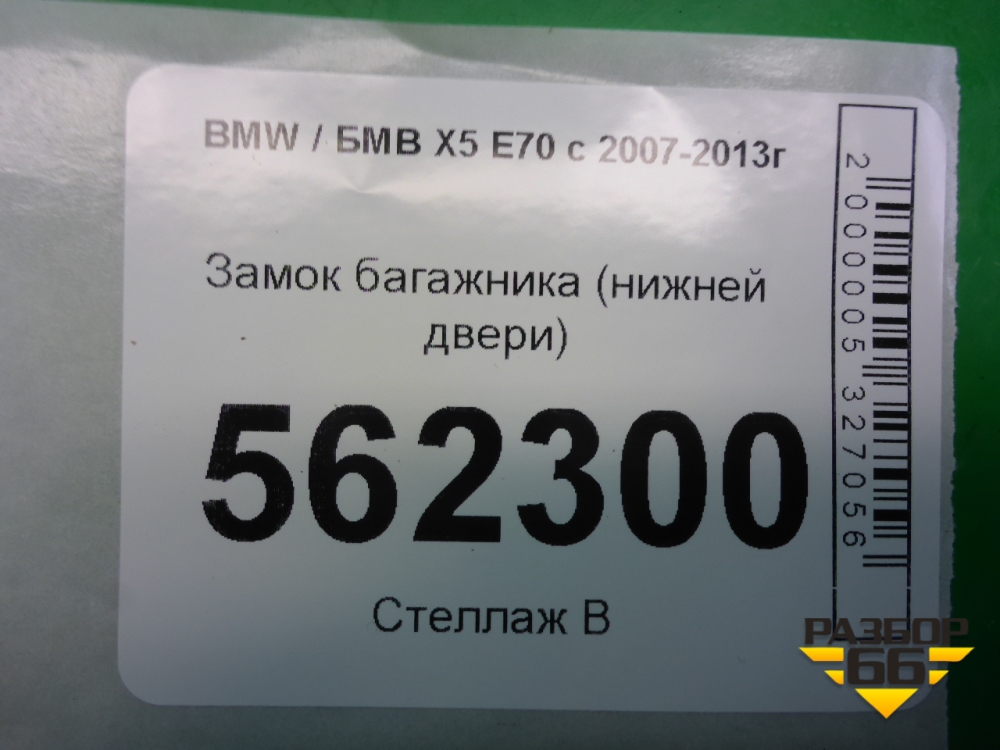 BMW / БМВ X5 E70 с 2007-2013г
Замок багажника (нижней
двери)
562300
Стеллаж В
2000005327056
РАЗБОР
66